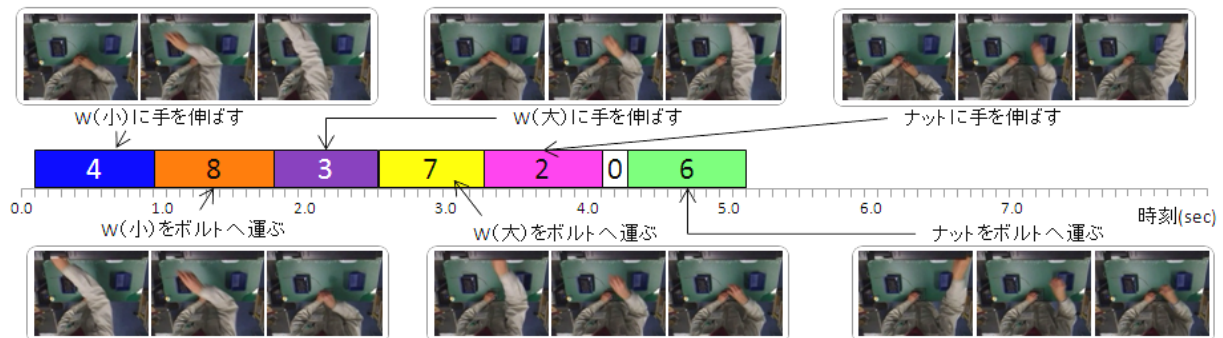 W(小)に手を伸ばす
W(大)に手を伸ばす
ナットに手を伸ばす
4 8 3 7 2 0 6
0.0 1.0 2.0 3.0 4.0 5.0 6.0 7.0
時刻(sec)
W(小)をボルトへ運ぶ
W(大)をボルトへ運ぶ
ナットをボルトへ運ぶ